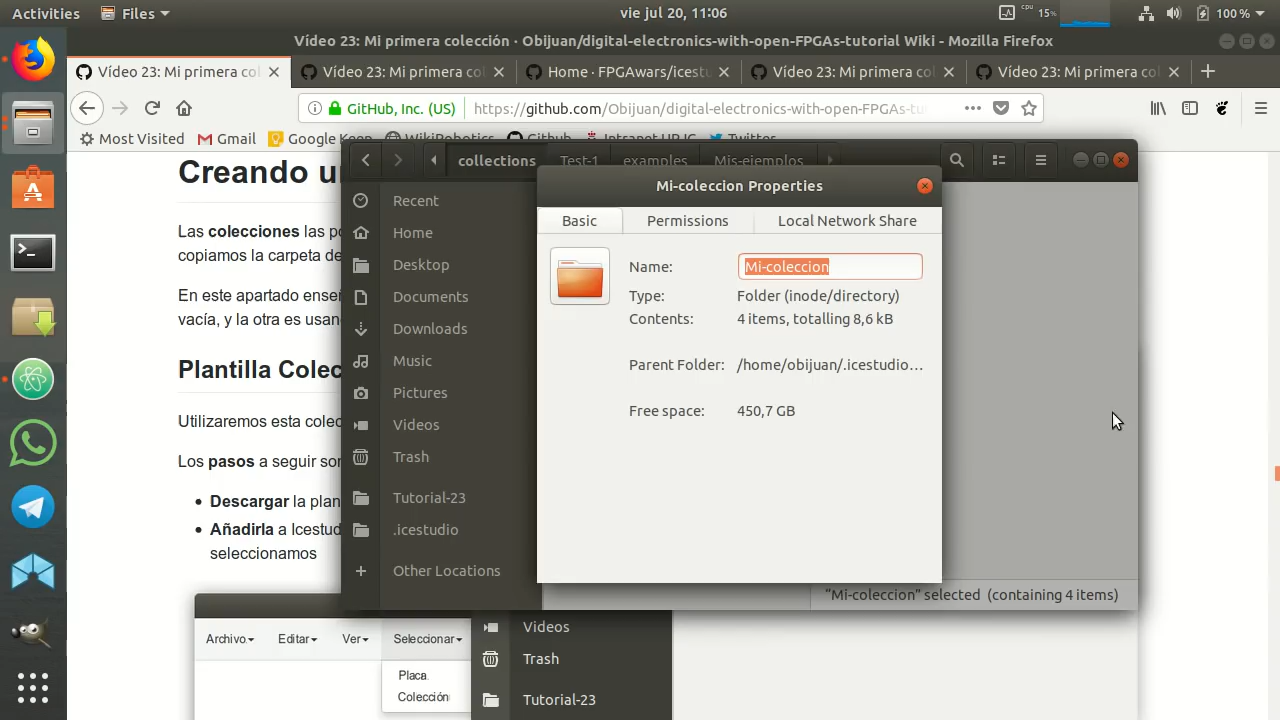 Activities
Files
vie jul 20, 11:06
cpu
15%
100 %
Vídeo 23: Mi primera colección · Obijuan/digital-electronics-with-open-FPGAs-tutorial Wiki - Mozilla Firefox
Vídeo 23: Mi primera col
Vídeo 23: Mi primera co
Home · FPGAwars/icestu
Vídeo 23: Mi primera co
Vídeo 23: Mi primera co
GitHub, Inc. (US)
https://github.com/Obijuan/digital-electronics-with-open-FPGAs-tu
Most Visited
Gmail
Google Keep
WikiRobotics
Github
Intranet URJC
Twitter
Creando u
Las colecciones las po
copiamos la carpeta de
En este apartado enseñ
vacía, y la otra es usan
Plantilla Colec
Utilizaremos esta colec
Los pasos a seguir son
Descargar la plan
Añadirla a Icestud
seleccionamos
Archivo
Editar
Ver
Seleccionar
Placa
Colección
collections
Test-1
examples
Mis-ejemplos
Recent
Home
Desktop
Documents
Downloads
Music
Pictures
Videos
Trash
Tutorial-23
.icestudio
Other Locations
Mi-coleccion Properties
Basic
Permissions
Local Network Share
Name:
Mi-coleccion
Type:
Folder (inode/directory)
Contents:
4 items, totalling 8,6 kB
Parent Folder:
/home/obijuan/.icestudio…
Free space:
450,7 GB
"Mi-coleccion" selected (containing 4 items)
Videos
Trash
Tutorial-23